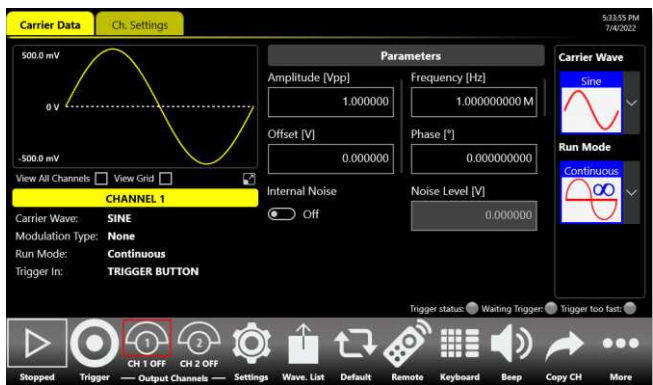 Carrier Data
Ch. Settings
5:33:55 PM
7/4/2022
500.0 mV
0 V
-500.0 mV
View All Channels
View Grid
CHANNEL 1
Carrier Wave: SINE
Modulation Type: None
Run Mode: Continuous
Trigger In: TRIGGER BUTTON
Parameters
Amplitude [Vpp]
1.000000
Frequency [Hz]
1.000000000 M
Offset [V]
0.000000
Phase [°]
0.000000000
Internal Noise
Off
Noise Level [V]
0.000000
Carrier Wave
Sine
Run Mode
Continuous
Trigger status:
Waiting Trigger:
Trigger too fast:
1
2
CH 1 OFF
CH 2 OFF
Stopped
Trigger
Output Channels
Settings
Wave. List
Default
Remote
Keyboard
Beep
Copy CH
More